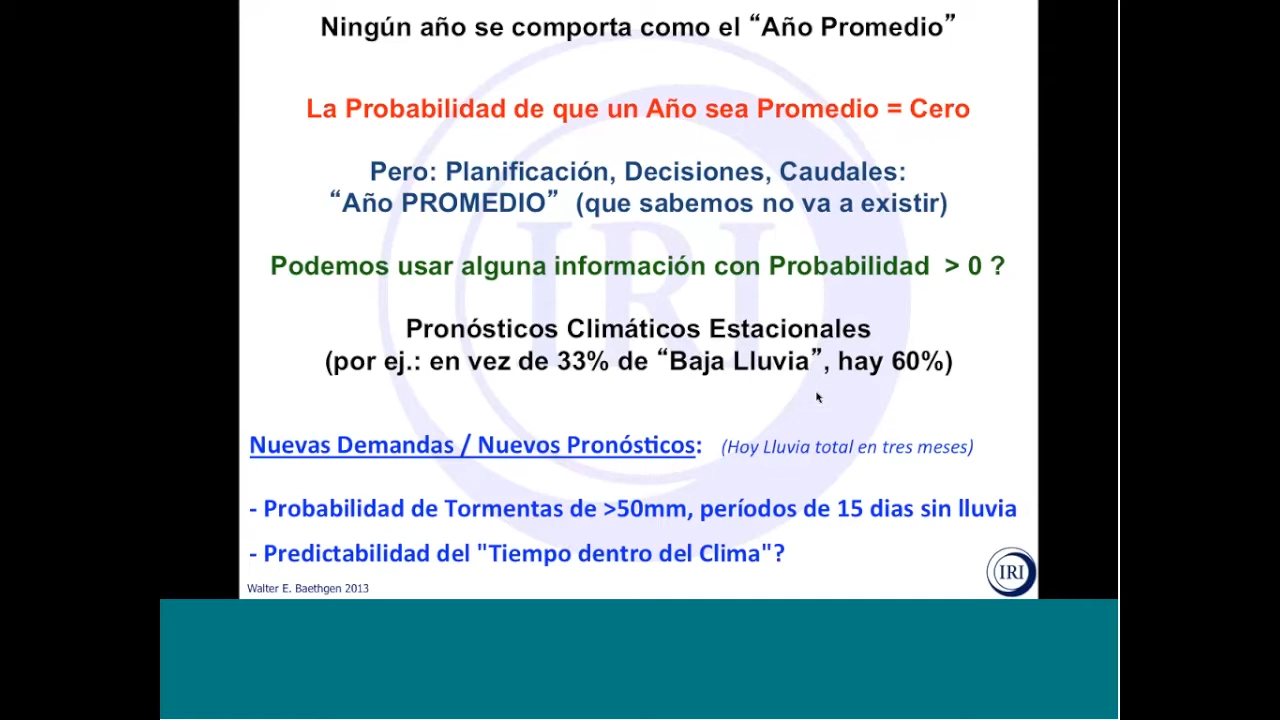 Ningún año se comporta como el “Año Promedio”
La Probabilidad de que un Año sea Promedio = Cero
Pero: Planificación, Decisiones, Caudales:
“Año PROMEDIO” (que sabemos no va a existir)
Podemos usar alguna información con Probabilidad > 0 ?
Pronósticos Climáticos Estacionales
(por ej.: en vez de 33% de “Baja Lluvia”, hay 60%)
Nuevas Demandas / Nuevos Pronósticos: (Hoy Lluvia total en tres meses)
- Probabilidad de Tormentas de >50mm, períodos de 15 dias sin lluvia
- Predictabilidad del "Tiempo dentro del Clima"?
Walter E. Baethgen 2013
IRI
IRI